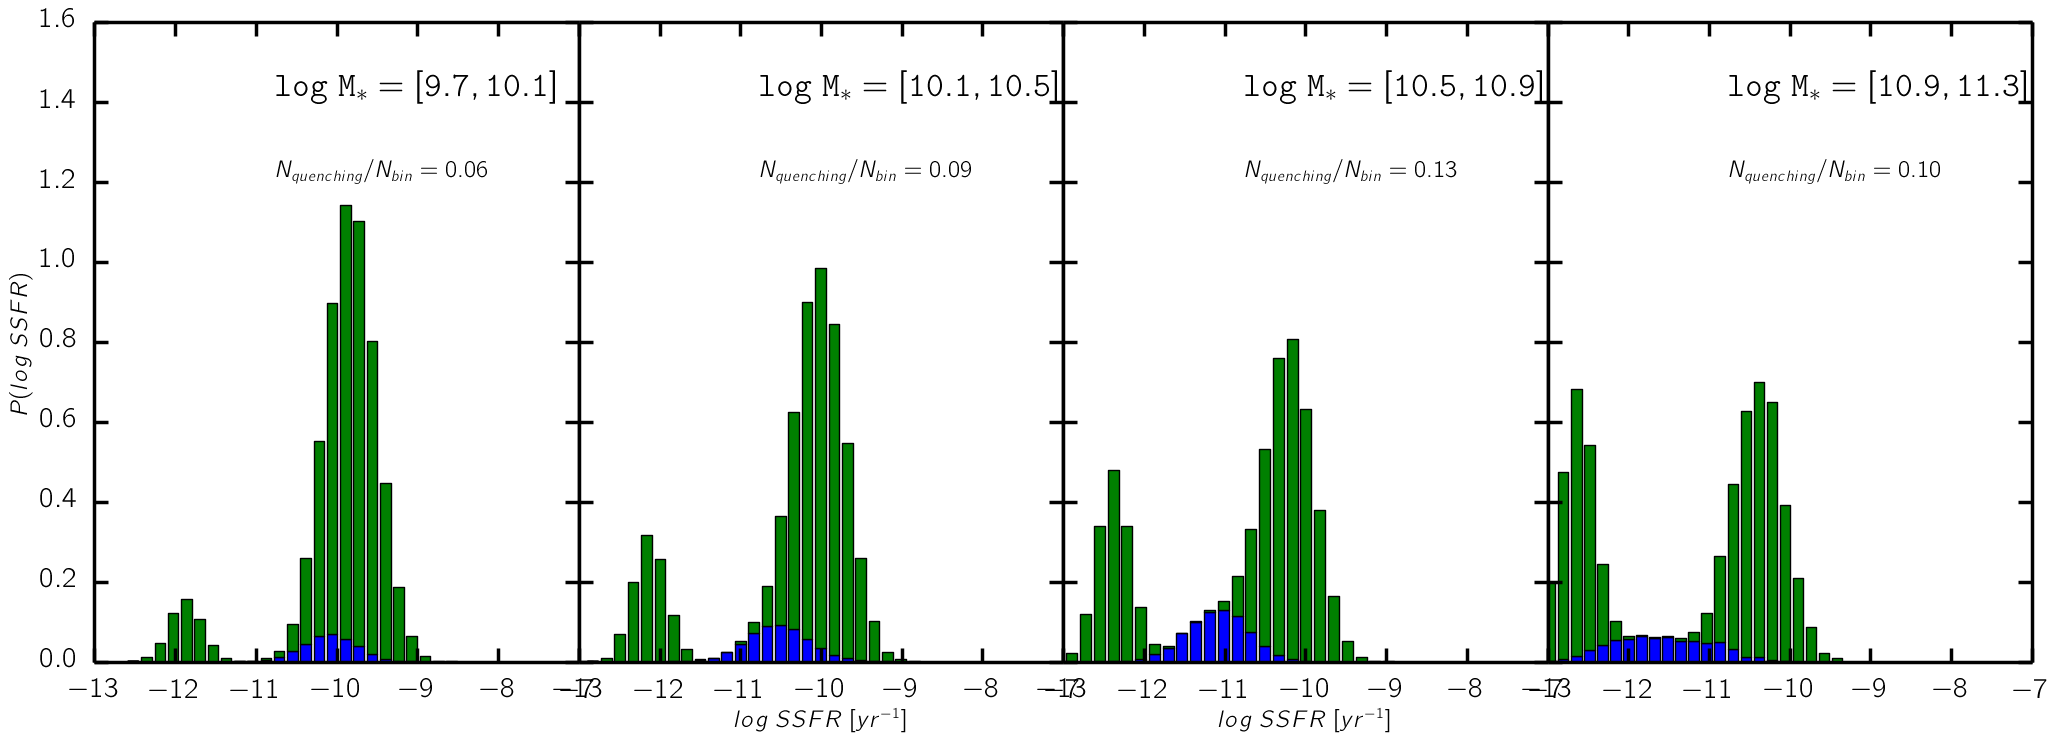 1.6
1.4
1.2
1.0
0.8
0.6
0.4
0.2
0.0
P(log SSFR)
log M* = [9.7, 10.1]
N_quenching/N_bin = 0.06
log M* = [10.1, 10.5]
N_quenching/N_bin = 0.09
log M* = [10.5, 10.9]
N_quenching/N_bin = 0.13
log M* = [10.9, 11.3]
N_quenching/N_bin = 0.10
−13 −12 −11 −10 −9 −8 −7
−13 −12 −11 −10 −9 −8 −7
−13 −12 −11 −10 −9 −8 −7
−13 −12 −11 −10 −9 −8 −7
log SSFR [yr⁻¹]
log SSFR [yr⁻¹]